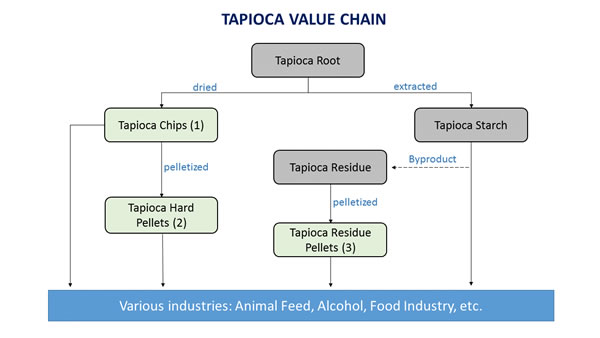 TAPIOCA VALUE CHAIN
Tapioca Root
dried
extracted
Tapioca Chips (1)
Tapioca Starch
pelletized
Tapioca Residue
Byproduct
Tapioca Hard
Pellets (2)
pelletized
Tapioca Residue
Pellets (3)
Various industries: Animal Feed, Alcohol, Food Industry, etc.